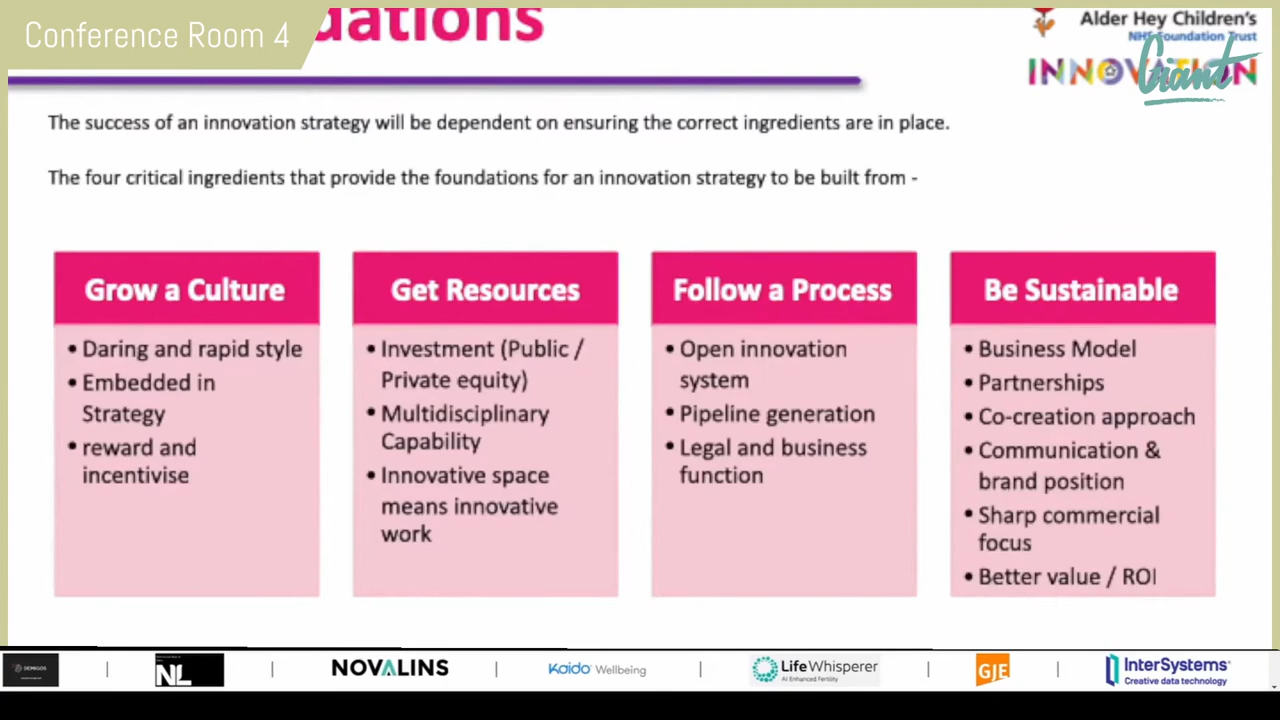 Conference Room 4
dations
Alder Hey Children's
NHS Foundation Trust
INNOVATION
Giant
The success of an innovation strategy will be dependent on ensuring the correct ingredients are in place.
The four critical ingredients that provide the foundations for an innovation strategy to be built from -
Grow a Culture
• Daring and rapid style
• Embedded in
Strategy
• reward and
incentivise
Get Resources
• Investment (Public /
Private equity)
• Multidisciplinary
Capability
• Innovative space
means innovative
work
Follow a Process
• Open innovation
system
• Pipeline generation
• Legal and business
function
Be Sustainable
• Business Model
• Partnerships
• Co-creation approach
• Communication &
brand position
• Sharp commercial
focus
• Better value / ROI
DEMIGOS
NL
NOVALINS
Kaido Wellbeing
Life Whisperer
AI Enhanced Fertility
GJE
InterSystems
Creative data technology